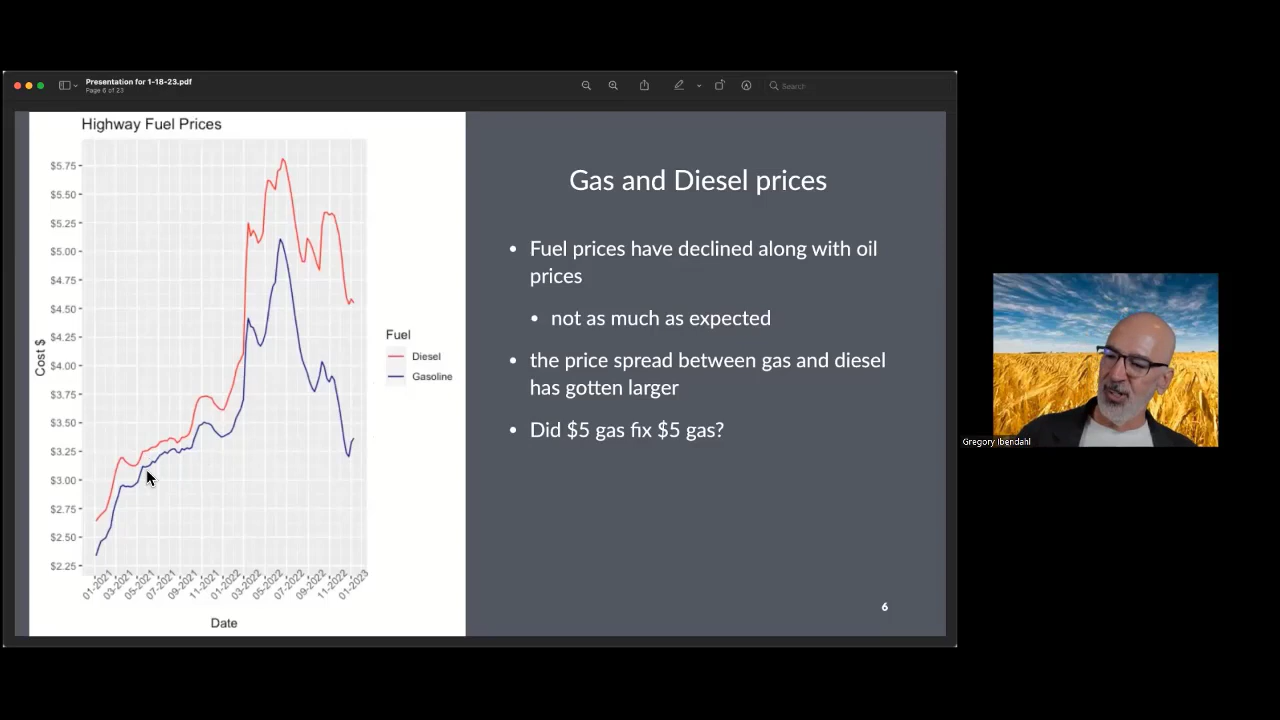 Presentation for 1-18-23.pdf
Page 6 of 23
Search
Highway Fuel Prices
$5.75
$5.50
$5.25
$5.00
$4.75
$4.50
$4.25
$4.00
$3.75
$3.50
$3.25
$3.00
$2.75
$2.50
$2.25
Cost $
01-2021
03-2021
05-2021
07-2021
09-2021
11-2021
01-2022
03-2022
05-2022
07-2022
09-2022
11-2022
01-2023
Date
Fuel
Diesel
Gasoline
Gas and Diesel prices
• Fuel prices have declined along with oil
prices
• not as much as expected
• the price spread between gas and diesel
has gotten larger
• Did $5 gas fix $5 gas?
6
Gregory Ibendahl